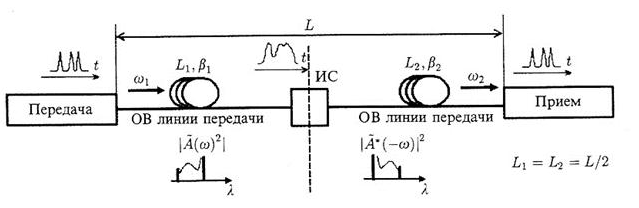 L
t
ω₁
L₁, β₁
t
ИС
L₂, β₂
ω₂
t
Передача
ОВ линии передачи
ОВ линии передачи
Прием
|Ã(ω)²|
λ
|Ã*(-ω)|²
λ
L₁ = L₂ = L/2